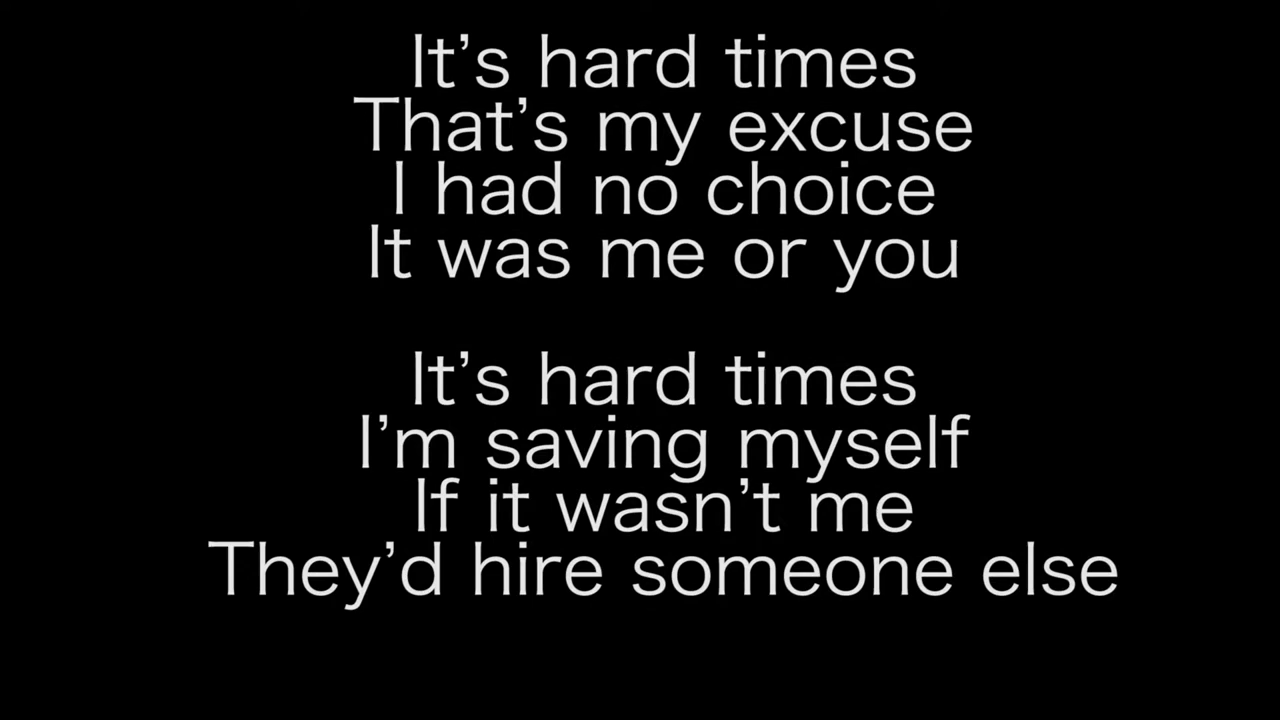 It’s hard times
That’s my excuse
I had no choice
It was me or you
It’s hard times
I’m saving myself
If it wasn’t me
They’d hire someone else